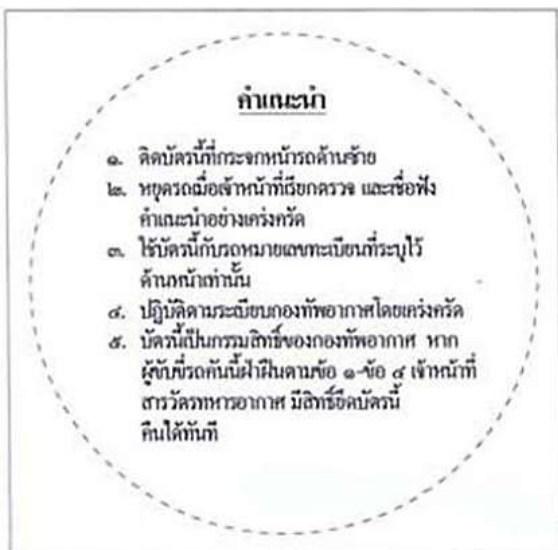 คำแนะนำ
๑. ติดบัตรนี้ที่กระจกหน้ารถด้านซ้าย
๒. หยุดรถเมื่อเจ้าหน้าที่เรียกตรวจ และเชื่อฟัง
คำแนะนำอย่างเคร่งครัด
๓. ใช้บัตรนี้กับรถหมายเลขทะเบียนที่ระบุไว้
ด้านหน้าเท่านั้น
๔. ปฏิบัติตามระเบียบกองทัพอากาศโดยเคร่งครัด
๕. บัตรนี้เป็นกรรมสิทธิ์ของกองทัพอากาศ หาก
ผู้ขับขี่รถคันนี้ฝ่าฝืนตามข้อ ๑-ข้อ ๔ เจ้าหน้าที่
สารวัตรทหารอากาศ มีสิทธิ์ยึดบัตรนี้
คืนได้ทันที